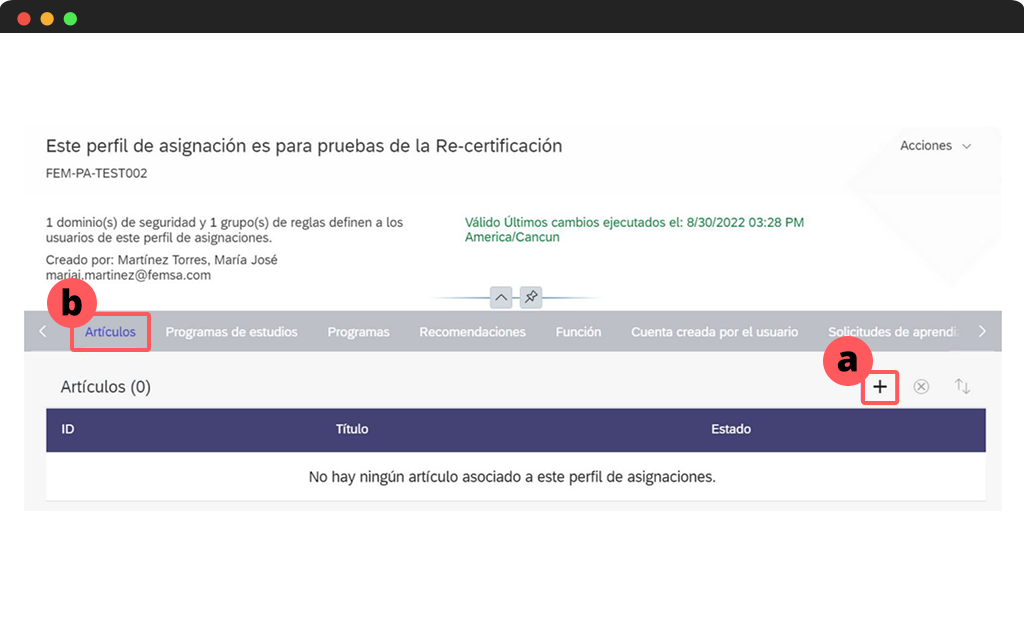 Este perfil de asignación es para pruebas de la Re-certificación
Acciones
FEM-PA-TEST002
1 dominio(s) de seguridad y 1 grupo(s) de reglas definen a los
usuarios de este perfil de asignaciones.
Válido Últimos cambios ejecutados el: 8/30/2022 03:28 PM
America/Cancun
Creado por: Martínez Torres, María José
mariaj.martinez@femsa.com
b
Artículos Programas de estudios Programas Recomendaciones Función Cuenta creada por el usuario Solicitudes de aprendi
a
Artículos (0)
ID Título Estado
No hay ningún artículo asociado a este perfil de asignaciones.